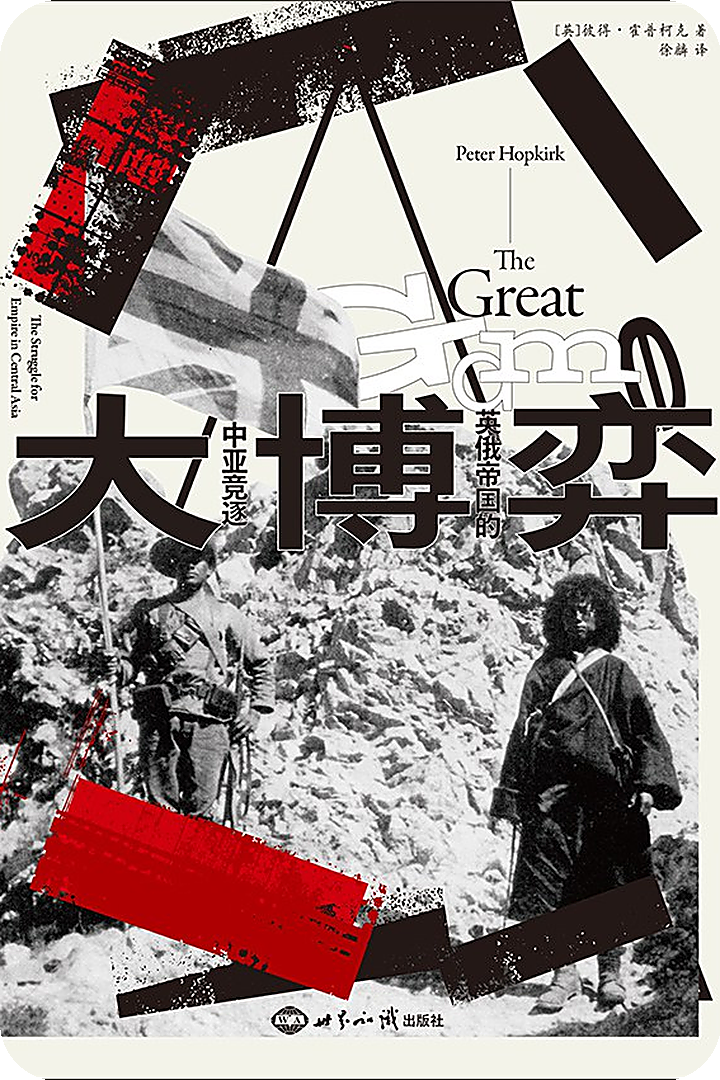 [英]彼得·霍普柯克 著
徐麟 译
Peter Hopkirk
The
Great
Game
The Struggle for
Empire in Central Asia
大博弈
英俄帝国的
中亚竞逐
WA
世界知识出版社